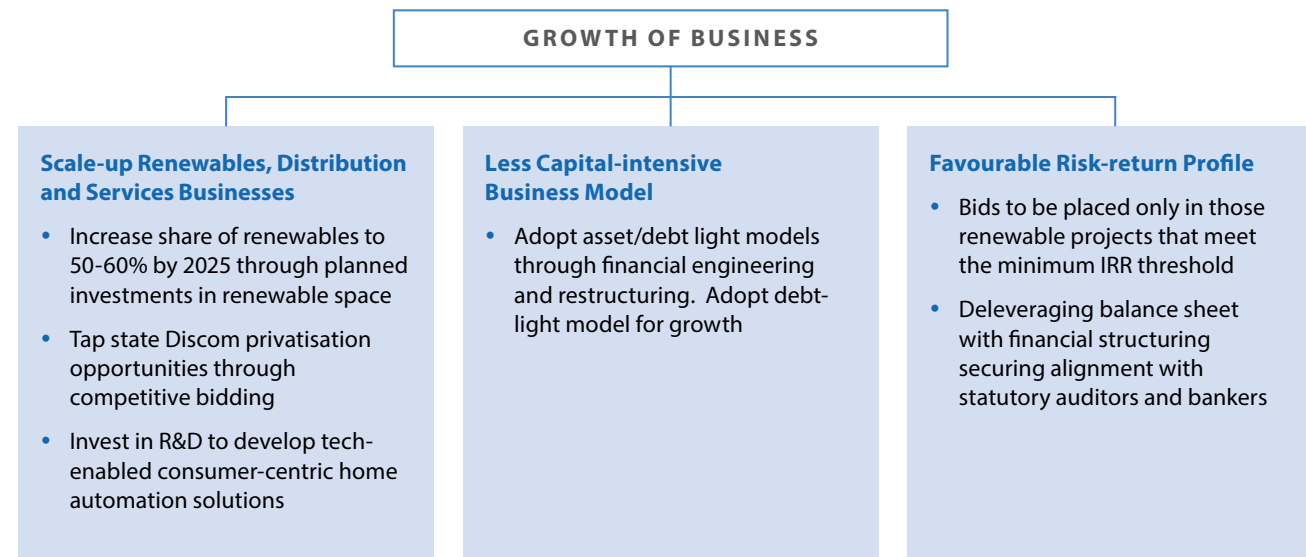 GROWTH OF BUSINESS
Scale-up Renewables, Distribution
and Services Businesses
• Increase share of renewables to
50-60% by 2025 through planned
investments in renewable space
• Tap state Discom privatisation
opportunities through
competitive bidding
• Invest in R&D to develop tech-
enabled consumer-centric home
automation solutions
Less Capital-intensive
Business Model
• Adopt asset/debt light models
through financial engineering
and restructuring.  Adopt debt-
light model for growth
Favourable Risk-return Profile
• Bids to be placed only in those
renewable projects that meet
the minimum IRR threshold
• Deleveraging balance sheet
with financial structuring
securing alignment with
statutory auditors and bankers